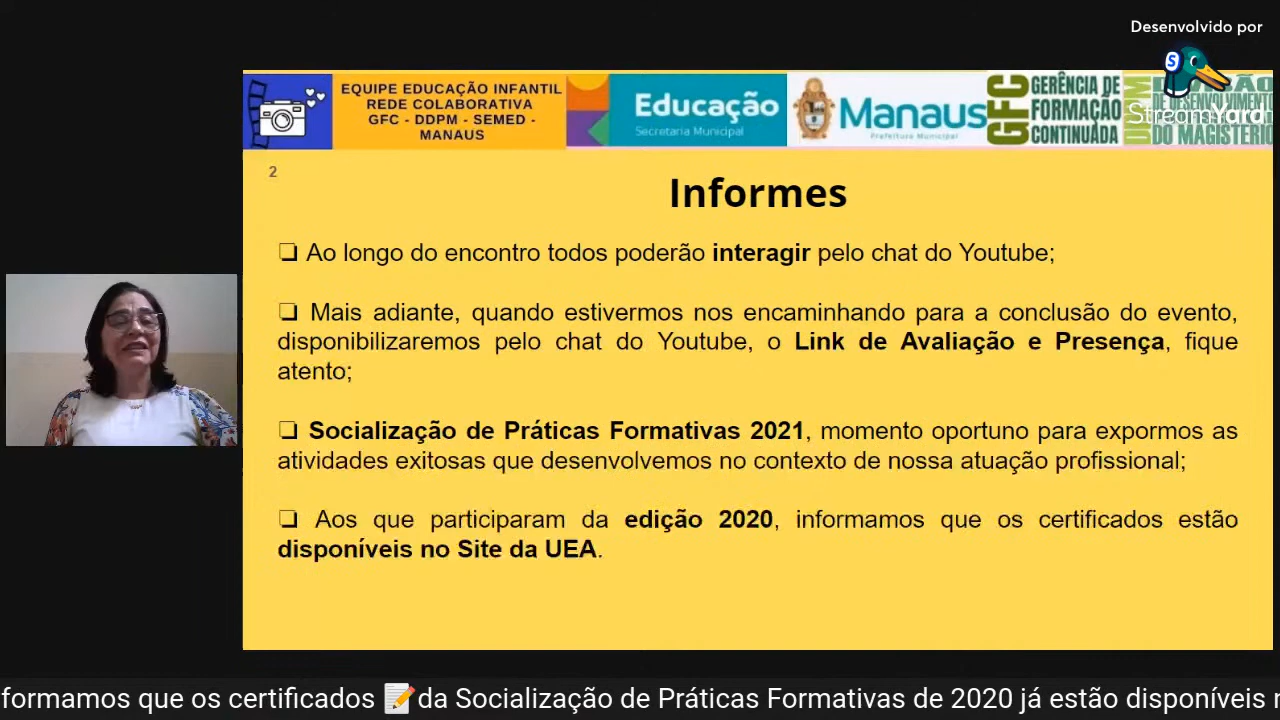 Desenvolvido por
StreamYard
EQUIPE EDUCAÇÃO INFANTIL
REDE COLABORATIVA
GFC - DDPM - SEMED -
MANAUS
Educação
Secretaria Municipal
Manaus
Prefeitura Municipal
GFC
GERÊNCIA DE
FORMAÇÃO
CONTINUADA
DE DESENVOLVIMENTO
DO MAGISTÉRIO
2
Informes
❏ Ao longo do encontro todos poderão interagir pelo chat do Youtube;
❏ Mais adiante, quando estivermos nos encaminhando para a conclusão do evento,
disponibilizaremos pelo chat do Youtube, o Link de Avaliação e Presença, fique
atento;
❏ Socialização de Práticas Formativas 2021, momento oportuno para expormos as
atividades exitosas que desenvolvemos no contexto de nossa atuação profissional;
❏ Aos que participaram da edição 2020, informamos que os certificados estão
disponíveis no Site da UEA.
formamos que os certificados 📝da Socialização de Práticas Formativas de 2020 já estão disponíveis